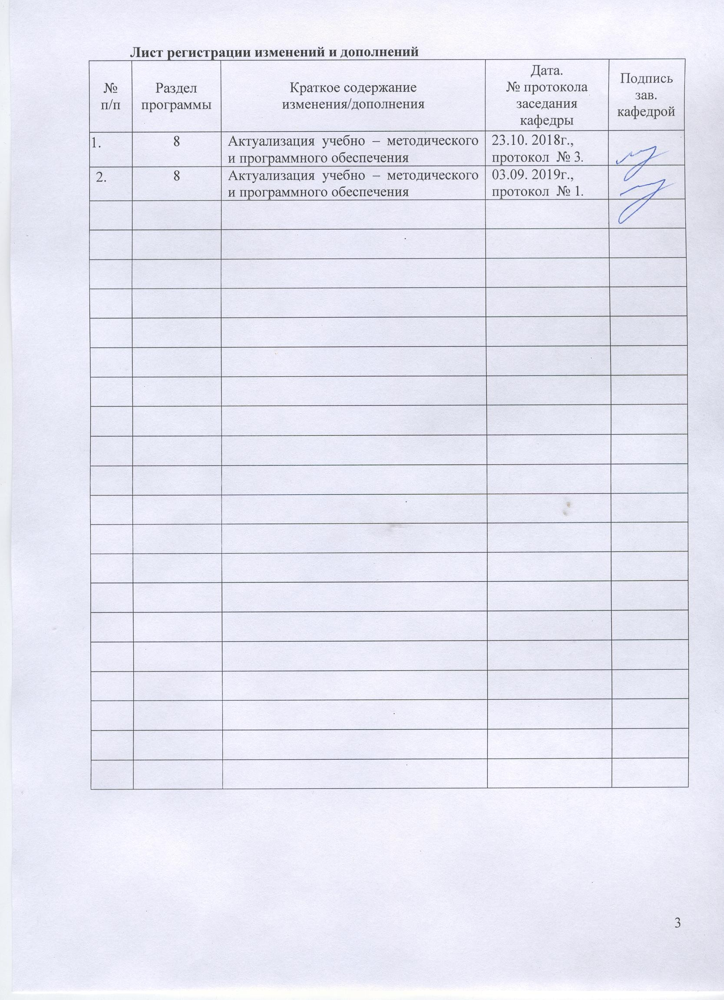 Лист регистрации изменений и дополнений
№
п/п
Раздел
программы
Краткое содержание
изменения/дополнения
Дата.
№ протокола
заседания
кафедры
Подпись
зав.
кафедрой
1.
8
Актуализация учебно – методического
и программного обеспечения
23.10. 2018г.,
протокол № 3.
2.
8
Актуализация учебно – методического
и программного обеспечения
03.09. 2019г.,
протокол № 1.
3